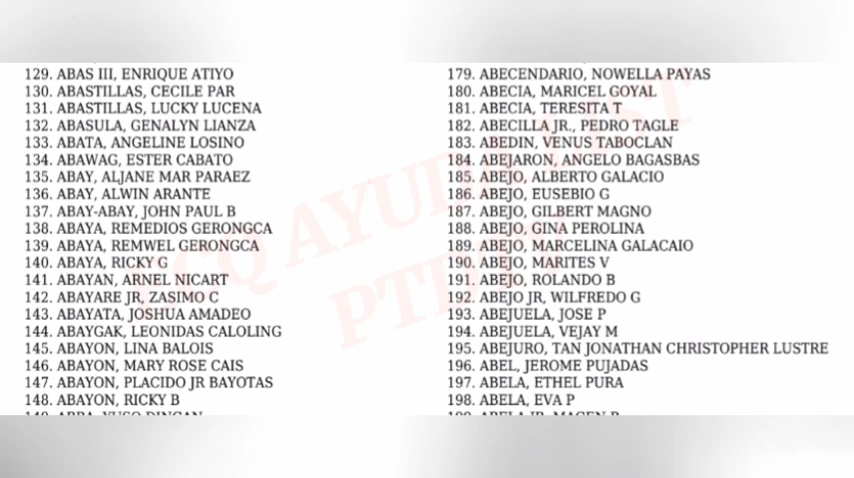 129. ABAS III, ENRIQUE ATIYO
130. ABASTILLAS, CECILE PAR
131. ABASTILLAS, LUCKY LUCENA
132. ABASULA, GENALYN LIANZA
133. ABATA, ANGELINE LOSINO
134. ABAWAG, ESTER CABATO
135. ABAY, ALJANE MAR PARAEZ
136. ABAY, ALWIN ARANTE
137. ABAY-ABAY, JOHN PAUL B
138. ABAYA, REMEDIOS GERONGCA
139. ABAYA, REMWEL GERONGCA
140. ABAYA, RICKY G
141. ABAYAN, ARNEL NICART
142. ABAYARE JR, ZASIMO C
143. ABAYATA, JOSHUA AMADEO
144. ABAYGAK, LEONIDAS CALOLING
145. ABAYON, LINA BALOIS
146. ABAYON, MARY ROSE CAIS
147. ABAYON, PLACIDO JR BAYOTAS
148. ABAYON, RICKY B
179. ABECENDARIO, NOWELLA PAYAS
180. ABECIA, MARICEL GOYAL
181. ABECIA, TERESITA T
182. ABECILLA JR., PEDRO TAGLE
183. ABEDIN, VENUS TABOCLAN
184. ABEJARON, ANGELO BAGASBAS
185. ABEJO, ALBERTO GALACIO
186. ABEJO, EUSEBIO G
187. ABEJO, GILBERT MAGNO
188. ABEJO, GINA PEROLINA
189. ABEJO, MARCELINA GALACAIO
190. ABEJO, MARITES V
191. ABEJO, ROLANDO B
192. ABEJO JR, WILFREDO G
193. ABEJUELA, JOSE P
194. ABEJUELA, VEJAY M
195. ABEJURO, TAN JONATHAN CHRISTOPHER LUSTRE
196. ABEL, JEROME PUJADAS
197. ABELA, ETHEL PURA
198. ABELA, EVA P